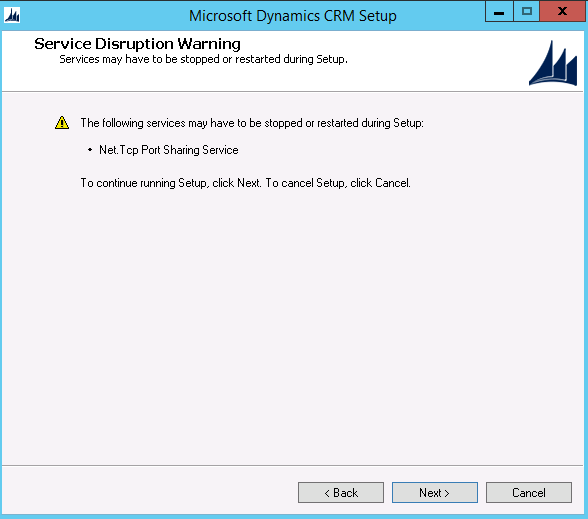 Microsoft Dynamics CRM Setup
Service Disruption Warning
Services may have to be stopped or restarted during Setup.
The following services may have to be stopped or restarted during Setup:
• Net.Tcp Port Sharing Service
To continue running Setup, click Next. To cancel Setup, click Cancel.
< Back
Next >
Cancel